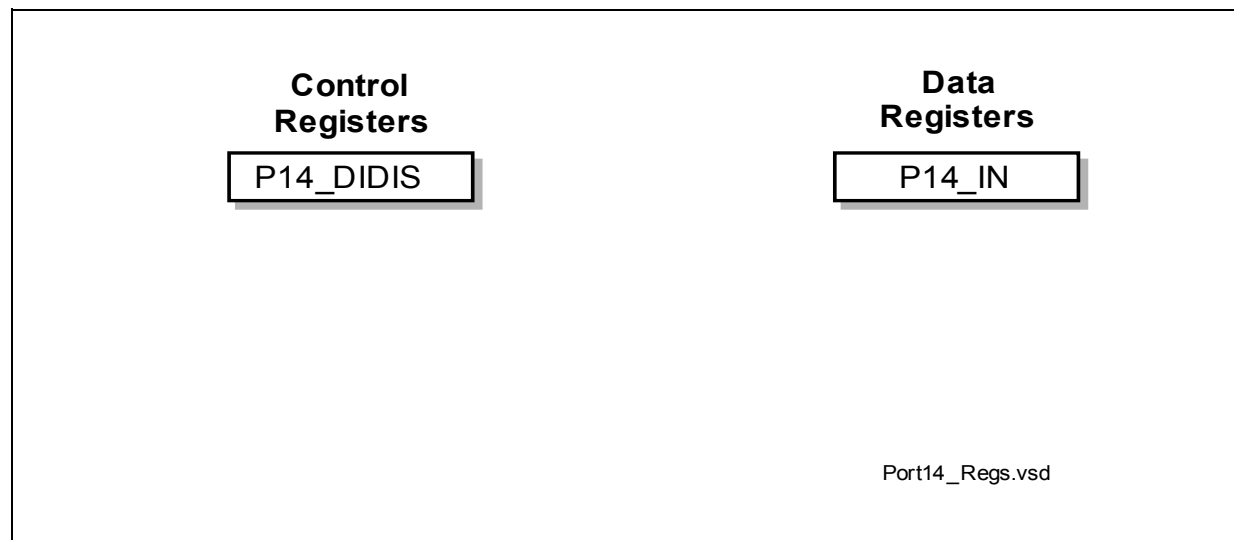 Control
Registers
P14_DIDIS
Data
Registers
P14_IN
Port14_Regs.vsd